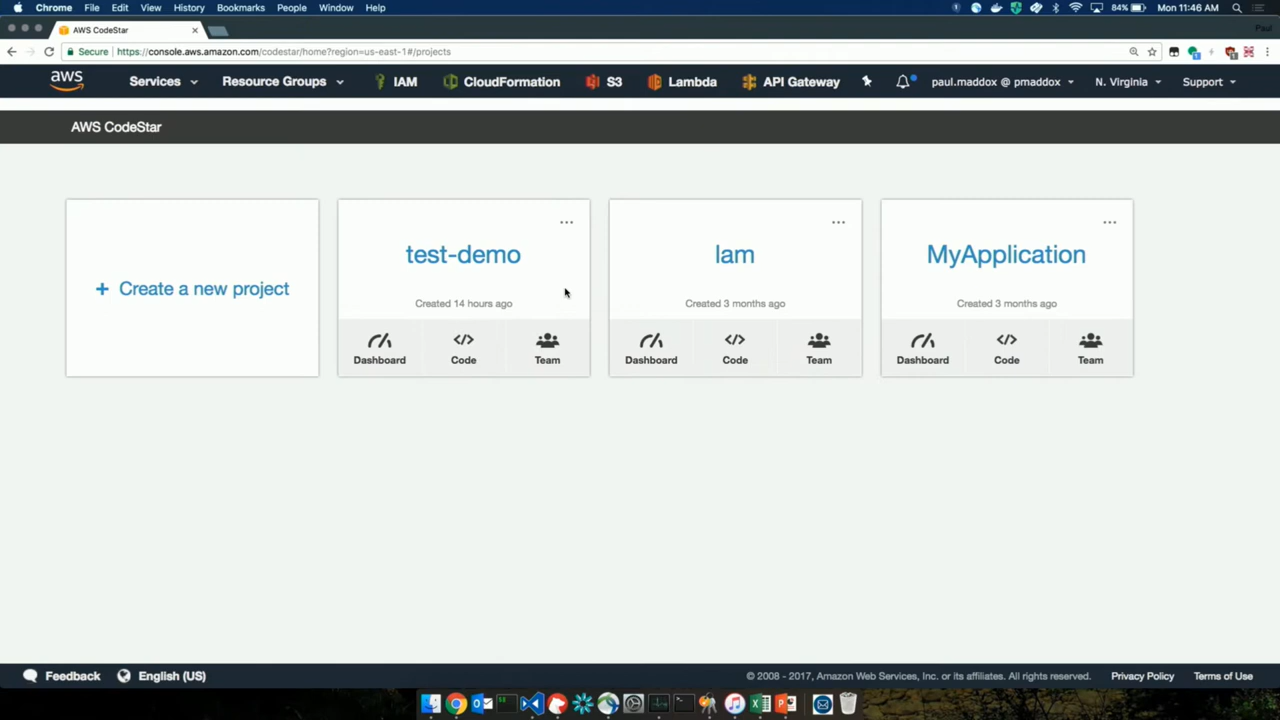 Chrome File Edit View History Bookmarks People Window Help 84% Mon 11:46 AM
AWS CodeStar Paul
Secure https://console.aws.amazon.com/codestar/home?region=us-east-1#/projects
aws Services Resource Groups IAM CloudFormation S3 Lambda API Gateway paul.maddox @ pmaddox N. Virginia Support
AWS CodeStar
+ Create a new project
test-demo
Created 14 hours ago
Dashboard Code Team
lam
Created 3 months ago
Dashboard Code Team
MyApplication
Created 3 months ago
Dashboard Code Team
Feedback English (US) © 2008 - 2017, Amazon Web Services, Inc. or its affiliates. All rights reserved. Privacy Policy Terms of Use